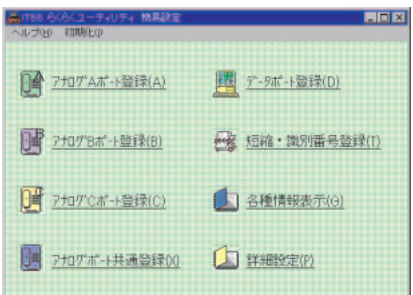 IT65 らくらくユーティリティ 簡易設定
ヘルプ(H) 初期化(I)
アナログAポート登録(A)
データポート登録(D)
アナログBポート登録(B)
短縮・識別番号登録(T)
アナログCポート登録(C)
各種情報表示(G)
アナログポート共通登録(X)
詳細設定(P)